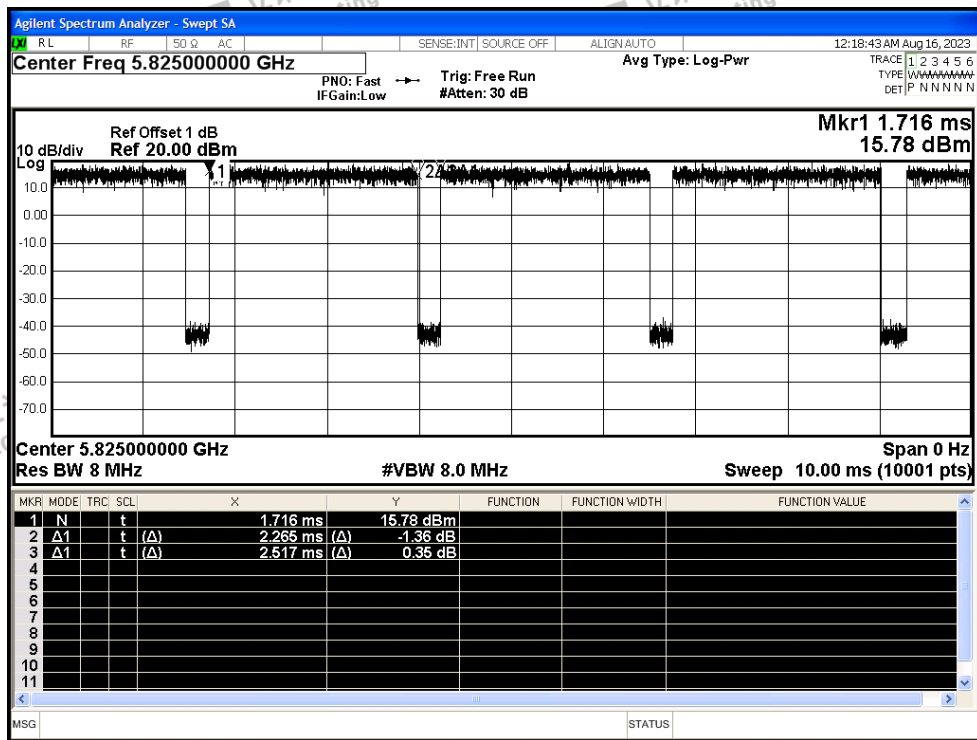 Agilent Spectrum Analyzer - Swept SA
LXI RL RF 50 Ω AC SENSE:INT SOURCE OFF ALIGN AUTO 12:18:43 AM Aug 16, 2023
Center Freq 5.825000000 GHz Avg Type: Log-Pwr TRACE 1 2 3 4 5 6
PNO: Fast Trig: Free Run TYPE
IFGain:Low #Atten: 30 dB DET P N N N N N
Mkr1 1.716 ms
15.78 dBm
Ref Offset 1 dB
10 dB/div Ref 20.00 dBm
Log
1
10.0
0.00
-10.0
-20.0
-30.0
-40.0
-50.0
-60.0
-70.0
Center 5.825000000 GHz Span 0 Hz
Res BW 8 MHz #VBW 8.0 MHz Sweep 10.00 ms (10001 pts)
MKR MODE TRC SCL X Y FUNCTION FUNCTION WIDTH FUNCTION VALUE
1 N t 1.716 ms 15.78 dBm
2 Δ1 t (Δ) 2.265 ms (Δ) -1.36 dB
3 Δ1 t (Δ) 2.517 ms (Δ) 0.35 dB
4
5
6
7
8
9
10
11
MSG STATUS